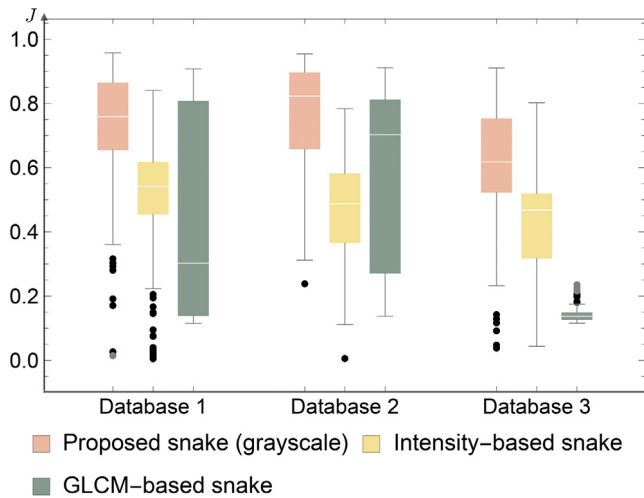 J
1.0
0.8
0.6
0.4
0.2
0.0
Database 1 Database 2 Database 3
Proposed snake (grayscale) Intensity−based snake
GLCM−based snake